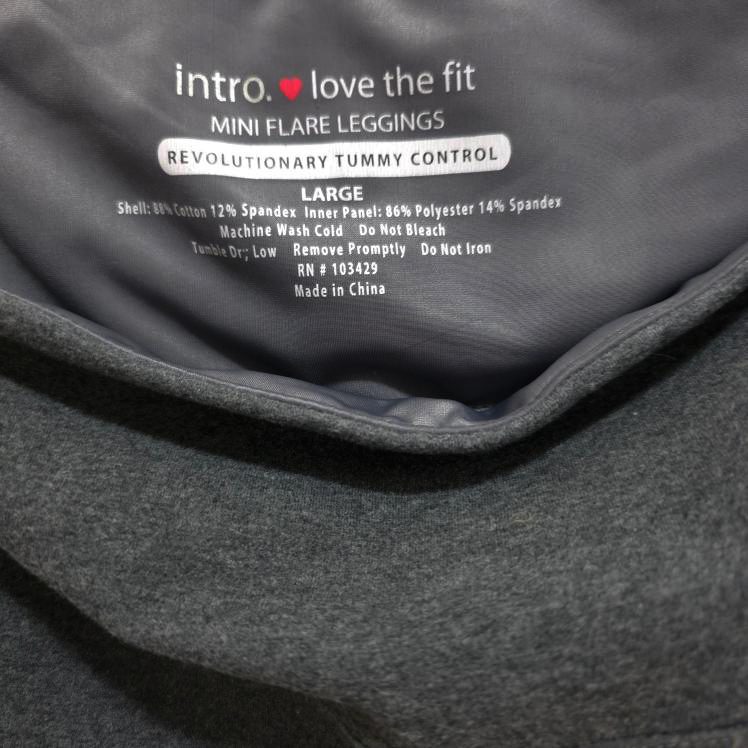 intro. ♥ love the fit
MINI FLARE LEGGINGS
REVOLUTIONARY TUMMY CONTROL
LARGE
Shell: 88% Cotton 12% Spandex Inner Panel: 86% Polyester 14% Spandex
Machine Wash Cold Do Not Bleach
Tumble Dry; Low Remove Promptly Do Not Iron
RN # 103429
Made in China